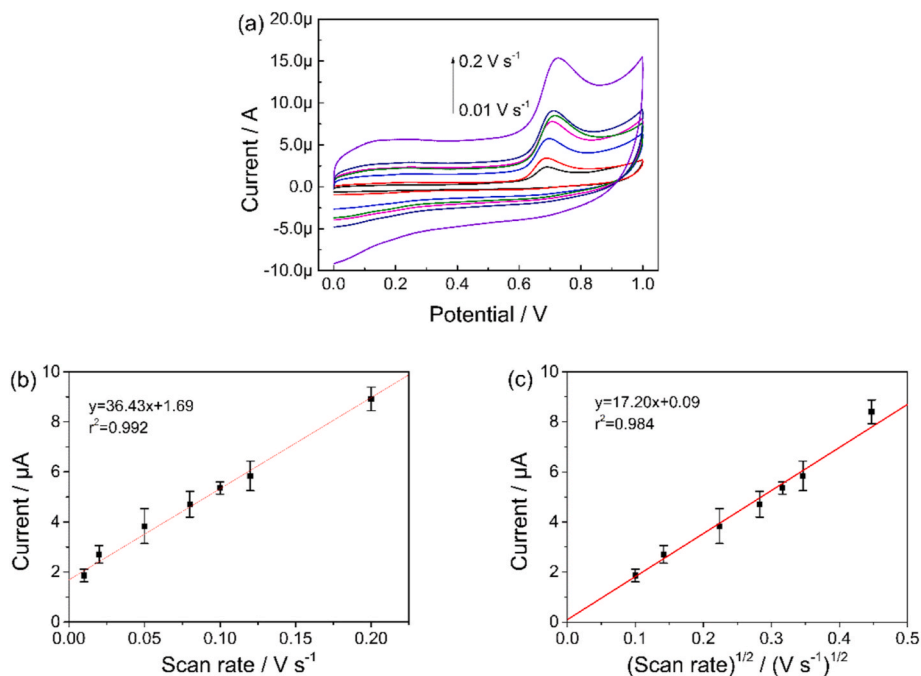 (a)
20.0µ
15.0µ
10.0µ
5.0µ
0.0
-5.0µ
-10.0µ
Current / A
0.2 V s⁻¹
0.01 V s⁻¹
0.0 0.2 0.4 0.6 0.8 1.0
Potential / V
(b)
10
8
6
4
2
0
Current / µA
y=36.43x+1.69
r²=0.992
0.00 0.05 0.10 0.15 0.20
Scan rate / V s⁻¹
(c)
10
8
6
4
2
0
Current / µA
y=17.20x+0.09
r²=0.984
0.0 0.1 0.2 0.3 0.4 0.5
(Scan rate)¹ᐟ² / (V s⁻¹)¹ᐟ²